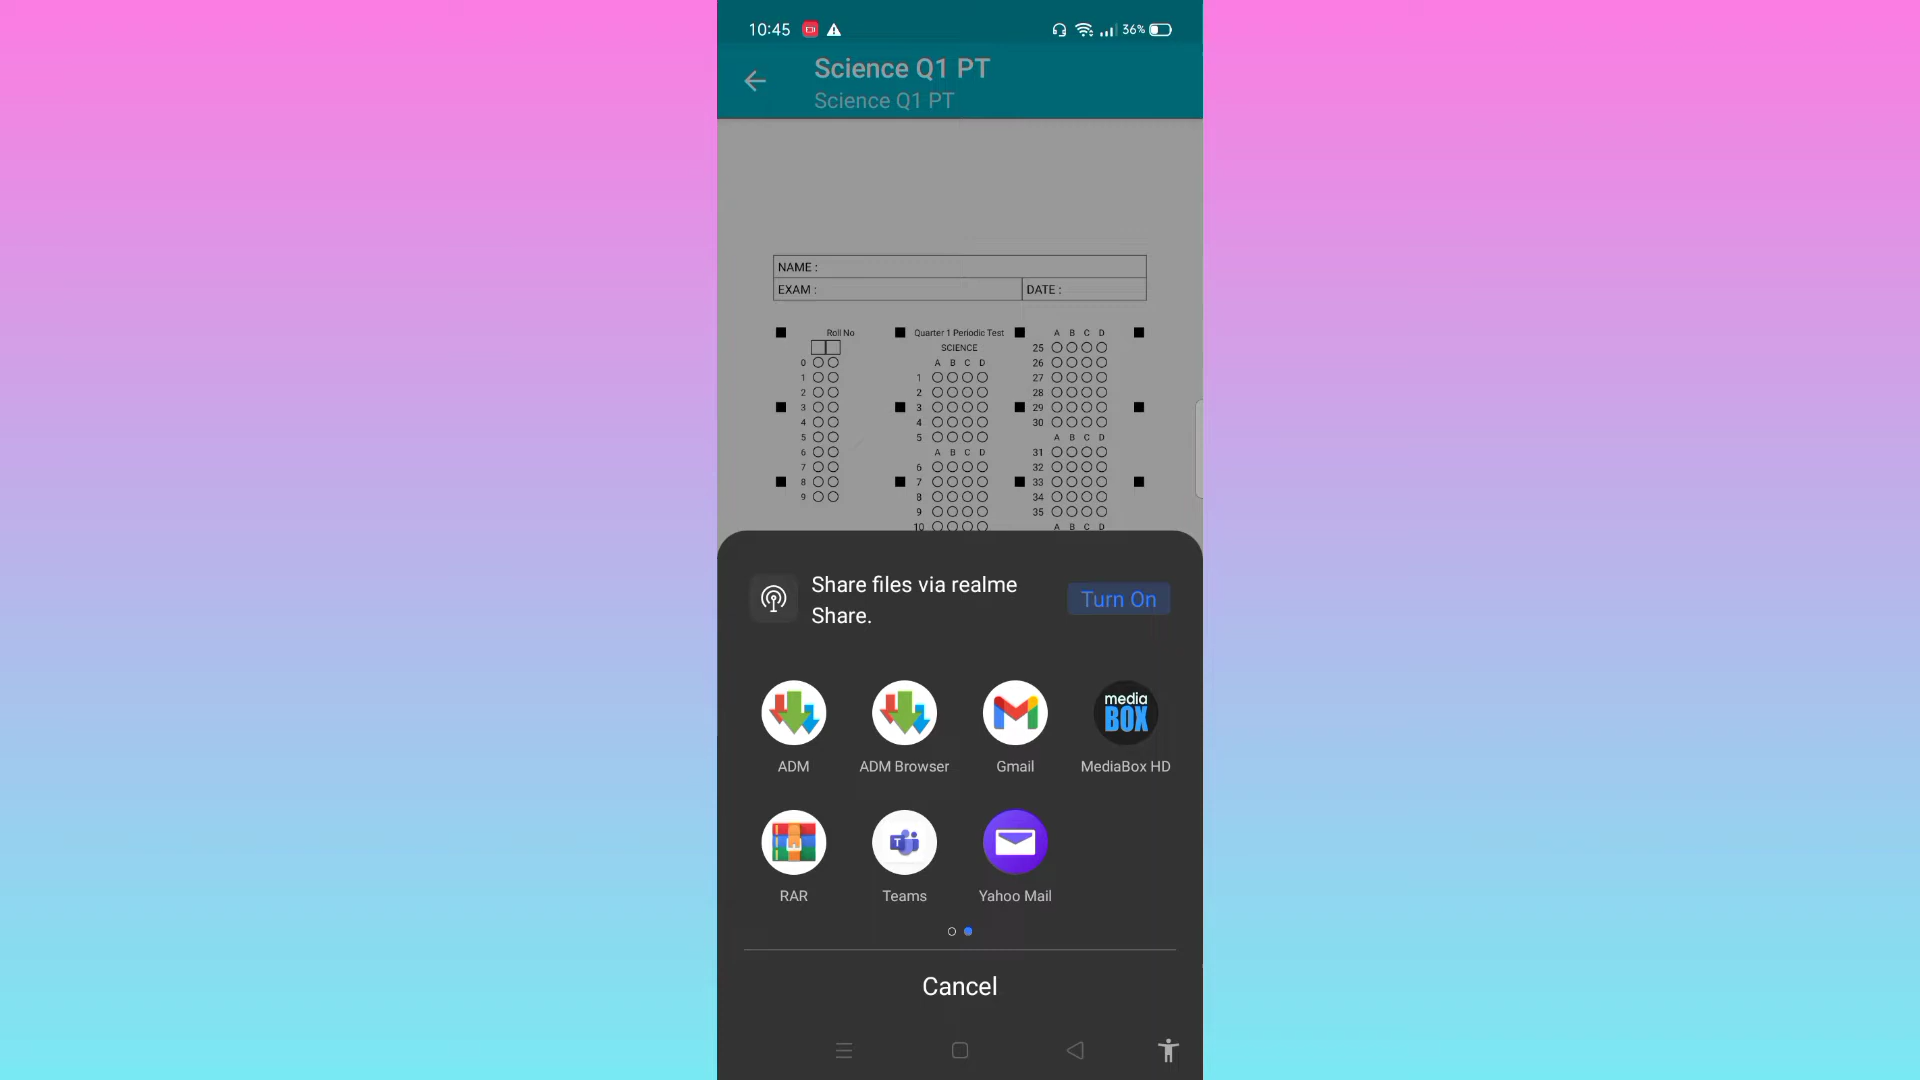 10:45
36%
Science Q1 PT
Science Q1 PT
NAME :
EXAM :
DATE :
Roll No
0
1
2
3
4
5
6
7
8
9
Quarter 1 Periodic Test
SCIENCE
A B C D
1
2
3
4
5
A B C D
6
7
8
9
10
A B C D
25
26
27
28
29
30
A B C D
31
32
33
34
35
A B C D
Share files via realme
Share.
Turn On
media
BOX
ADM
ADM Browser
Gmail
MediaBox HD
T
RAR
Teams
Yahoo Mail
Cancel